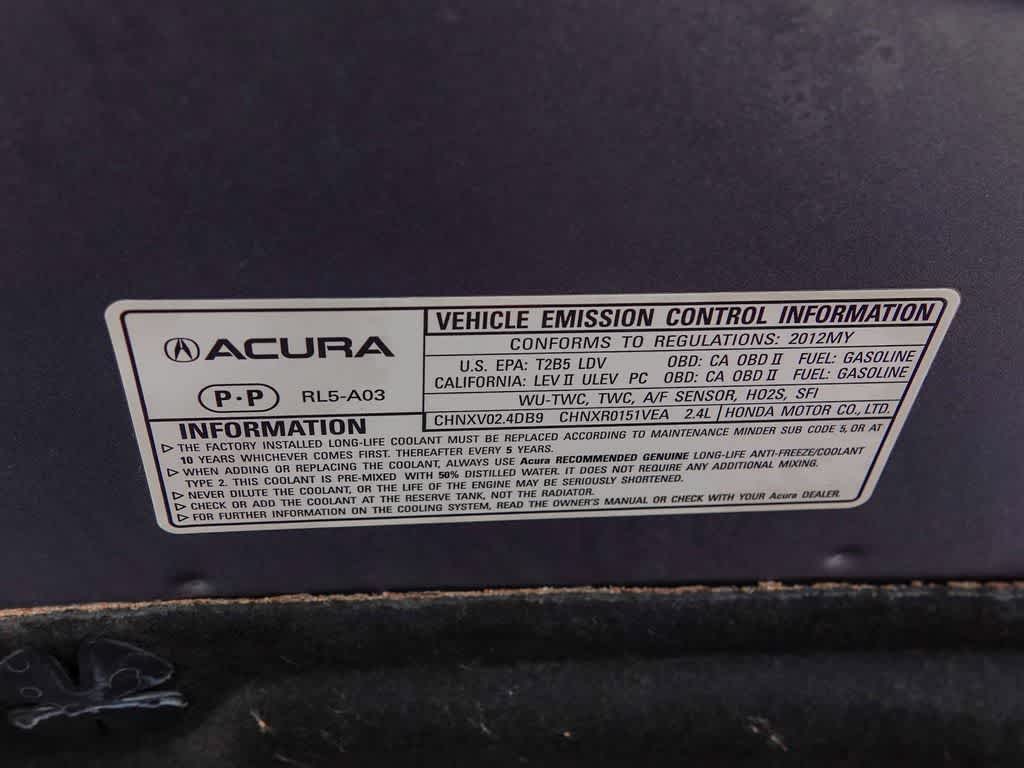 ACURA
P·P RL5-A03
VEHICLE EMISSION CONTROL INFORMATION
CONFORMS TO REGULATIONS: 2012MY
U.S. EPA: T2B5 LDV OBD: CA OBD II FUEL: GASOLINE
CALIFORNIA: LEV II ULEV PC OBD: CA OBD II FUEL: GASOLINE
WU-TWC, TWC, A/F SENSOR, HO2S, SFI
CHNXV02.4DB9 CHNXR0151VEA 2.4L HONDA MOTOR CO., LTD.
INFORMATION
▷ THE FACTORY INSTALLED LONG-LIFE COOLANT MUST BE REPLACED ACCORDING TO MAINTENANCE MINDER SUB CODE 5, OR AT
10 YEARS WHICHEVER COMES FIRST. THEREAFTER EVERY 5 YEARS.
▷ WHEN ADDING OR REPLACING THE COOLANT, ALWAYS USE Acura RECOMMENDED GENUINE LONG-LIFE ANTI-FREEZE/COOLANT
TYPE 2. THIS COOLANT IS PRE-MIXED WITH 50% DISTILLED WATER. IT DOES NOT REQUIRE ANY ADDITIONAL MIXING.
▷ NEVER DILUTE THE COOLANT, OR THE LIFE OF THE ENGINE MAY BE SERIOUSLY SHORTENED.
▷ CHECK OR ADD THE COOLANT AT THE RESERVE TANK, NOT THE RADIATOR.
▷ FOR FURTHER INFORMATION ON THE COOLING SYSTEM, READ THE OWNER'S MANUAL OR CHECK WITH YOUR Acura DEALER.